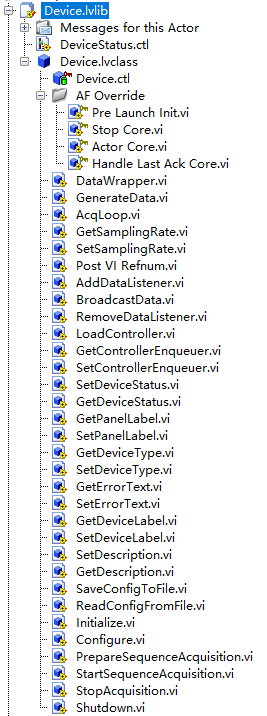 Device.lvlib
Messages for this Actor
DeviceStatus.ctl
Device.lvclass
Device.ctl
AF Override
Pre Launch Init.vi
Stop Core.vi
Actor Core.vi
Handle Last Ack Core.vi
DataWrapper.vi
GenerateData.vi
AcqLoop.vi
GetSamplingRate.vi
SetSamplingRate.vi
Post VI Refnum.vi
AddDataListener.vi
BroadcastData.vi
RemoveDataListener.vi
LoadController.vi
GetControllerEnqueuer.vi
SetControllerEnqueuer.vi
SetDeviceStatus.vi
GetDeviceStatus.vi
GetPanelLabel.vi
SetPanelLabel.vi
GetDeviceType.vi
SetDeviceType.vi
GetErrorText.vi
SetErrorText.vi
GetDeviceLabel.vi
SetDeviceLabel.vi
SetDescription.vi
GetDescription.vi
SaveConfigToFile.vi
ReadConfigFromFile.vi
Initialize.vi
Configure.vi
PrepareSequenceAcquisition.vi
StartSequenceAcquisition.vi
StopAcquisition.vi
Shutdown.vi